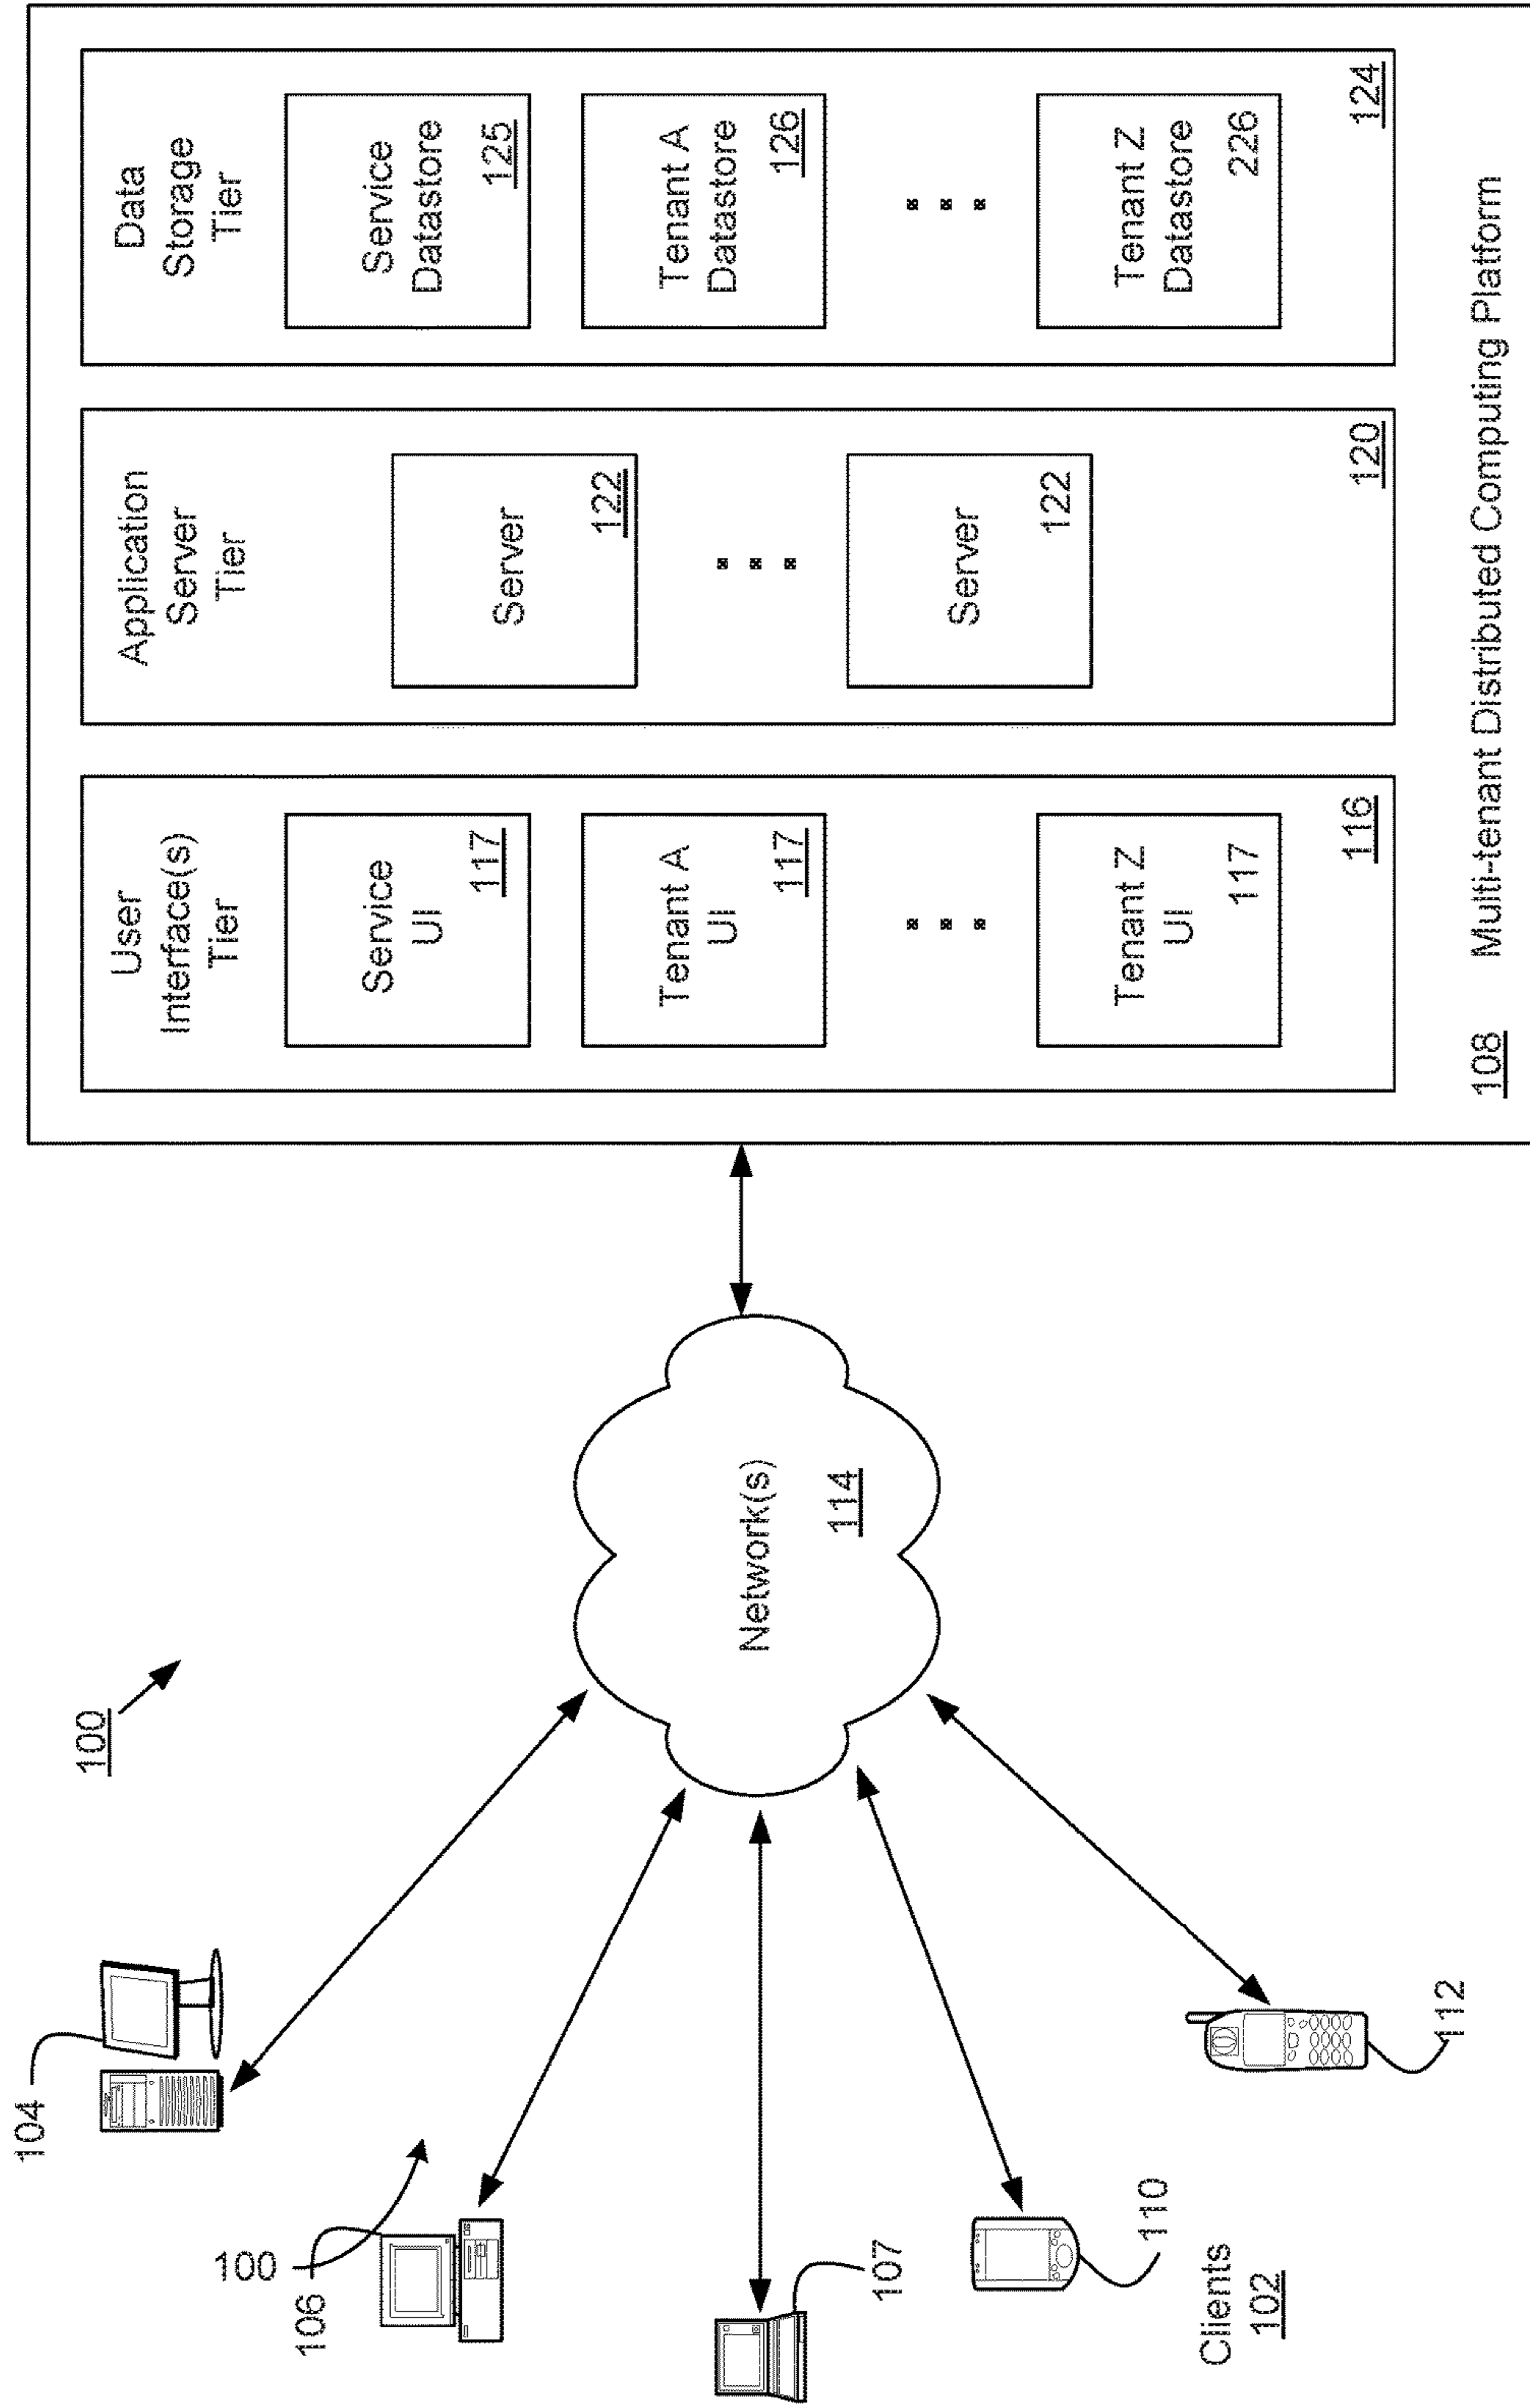 100
104
100
106
107
110
112
Clients
102
Network(s)
114
User
Interface(s)
Tier
Service
UI
117
Tenant A
UI
117
Tenant Z
UI
117
116
Application
Server
Tier
Server
122
Server
122
120
Data
Storage
Tier
Service
Datastore
125
Tenant A
Datastore
126
Tenant Z
Datastore
226
124
108 Multi-tenant Distributed Computing Platform